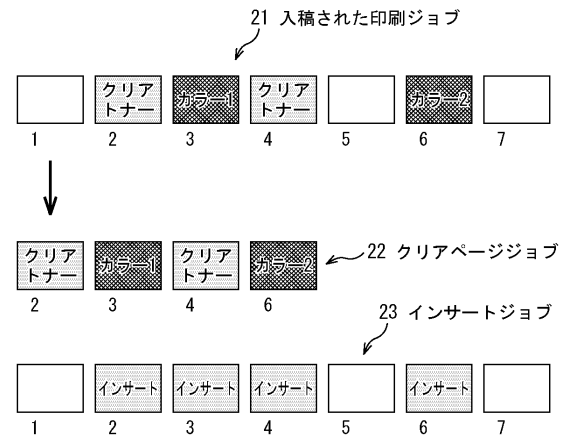 21 入稿された印刷ジョブ
クリア
トナー
カラー1
クリア
トナー
カラー2
1 2 3 4 5 6 7
クリア
トナー
カラー1
クリア
トナー
カラー2
22 クリアページジョブ
2 3 4 6
23 インサートジョブ
インサート インサート インサート インサート
1 2 3 4 5 6 7